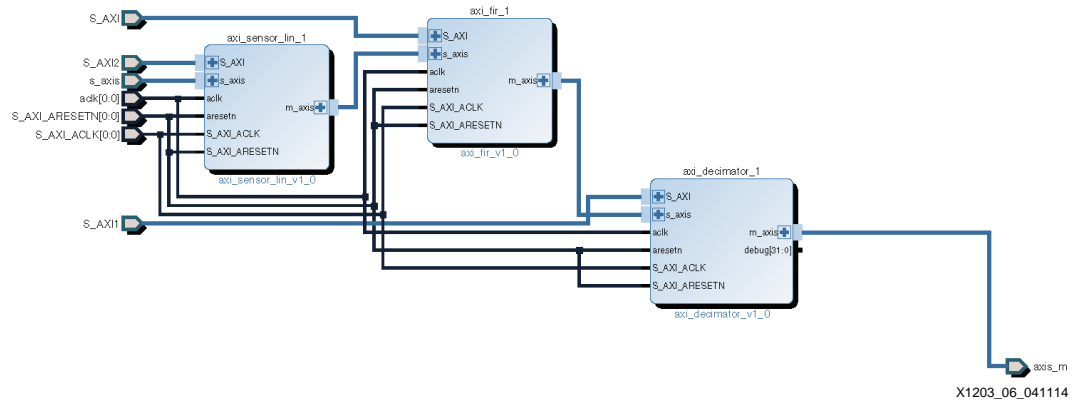 S_AXI
S_AXI2
s_axis
aclk[0:0]
S_AXI_ARESETN[0:0]
S_AXI_ACLK[0:0]
S_AXI1
axi_sensor_lin_1
S_AXI
s_axis
aclk
aresetn
S_AXI_ACLK
S_AXI_ARESETN
m_axis
axi_sensor_lin_v1_0
axi_fir_1
S_AXI
s_axis
aclk
aresetn
S_AXI_ACLK
S_AXI_ARESETN
m_axis
axi_fir_v1_0
axi_decimator_1
S_AXI
s_axis
aclk
aresetn
S_AXI_ACLK
S_AXI_ARESETN
m_axis
debug[31:0]
axi_decimator_v1_0
axis_m
X1203_06_041114